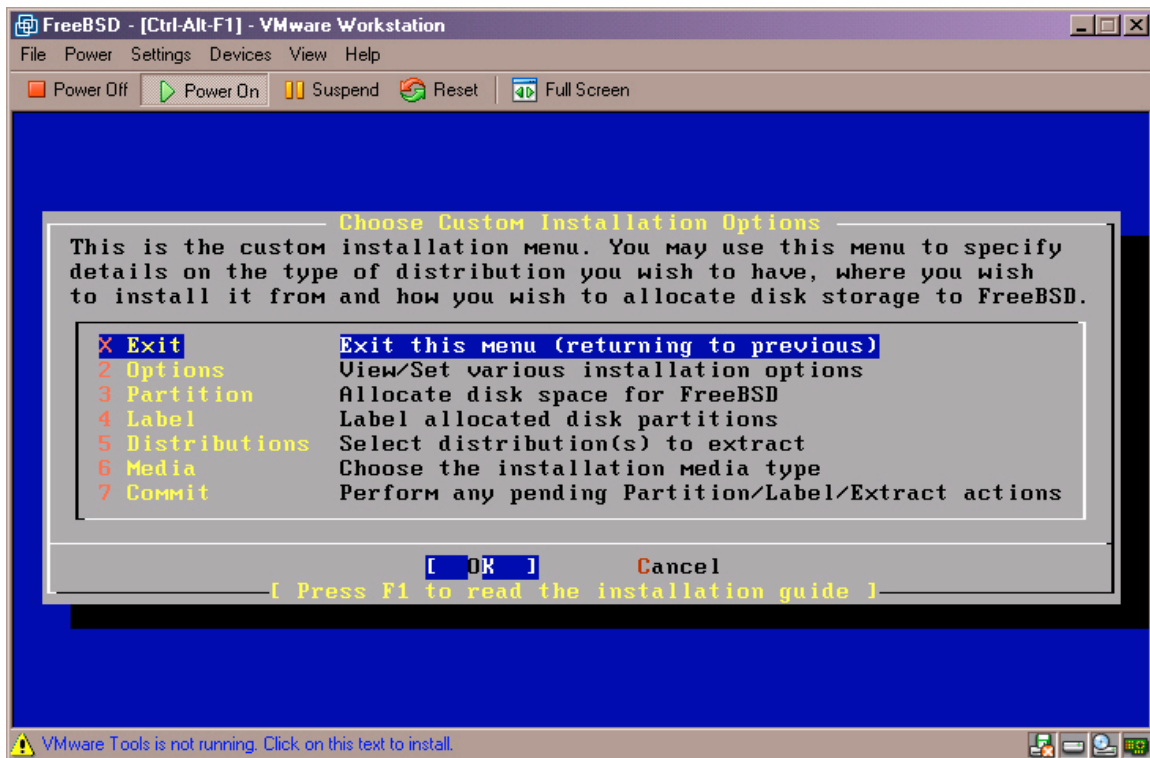 FreeBSD - [Ctrl-Alt-F1] - VMware Workstation
File Power Settings Devices View Help
Power Off Power On Suspend Reset Full Screen
Choose Custom Installation Options
This is the custom installation menu. You may use this menu to specify
details on the type of distribution you wish to have, where you wish
to install it from and how you wish to allocate disk storage to FreeBSD.
X Exit Exit this menu (returning to previous)
2 Options View/Set various installation options
3 Partition Allocate disk space for FreeBSD
4 Label Label allocated disk partitions
5 Distributions Select distribution(s) to extract
6 Media Choose the installation media type
7 Commit Perform any pending Partition/Label/Extract actions
[ OK ] Cancel
[ Press F1 to read the installation guide ]
VMware Tools is not running. Click on this text to install.